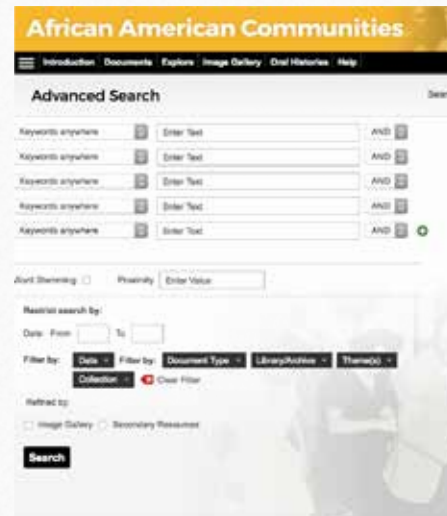 African American Communities
Introduction Documents Explore Image Gallery Oral Histories Help
Advanced Search
Sear
Keywords anywhere Enter Text AND
Keywords anywhere Enter Text AND
Keywords anywhere Enter Text AND
Keywords anywhere Enter Text AND
Keywords anywhere Enter Text AND
Word Stemming Proximity Enter Value
Restrict search by:
Date: From To
Filter by: Date Filter by: Document Type Library/Archive Theme(s)
Collection Clear Filter
Refined by:
Image Gallery Secondary Resources
Search